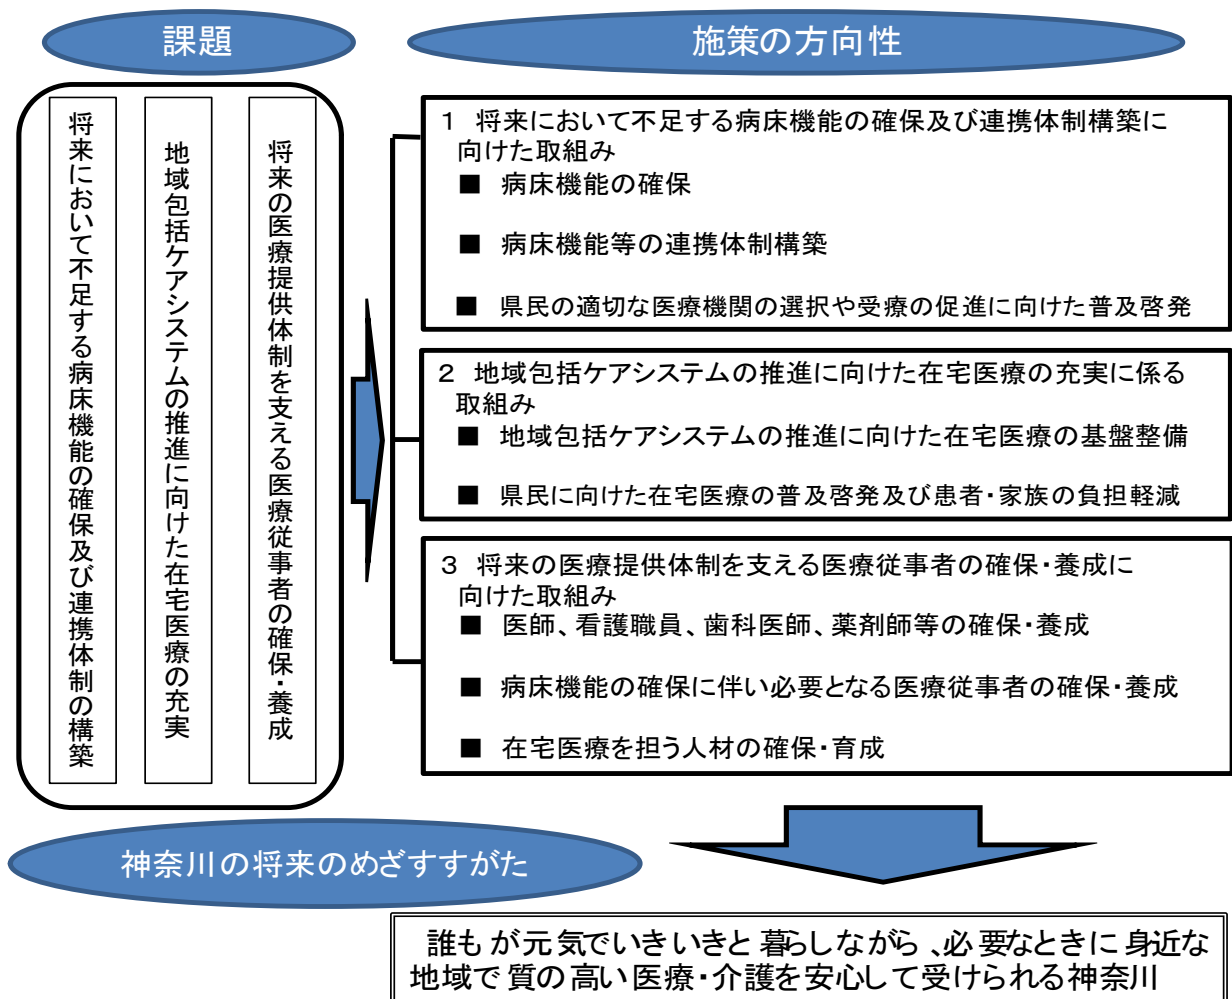 課題
施策の方向性
将来において不足する病床機能の確保及び連携体制の構築
地域包括ケアシステムの推進に向けた在宅医療の充実
将来の医療提供体制を支える医療従事者の確保・養成
1 将来において不足する病床機能の確保及び連携体制構築に
向けた取組み
■ 病床機能の確保
■ 病床機能等の連携体制構築
■ 県民の適切な医療機関の選択や受療の促進に向けた普及啓発
2 地域包括ケアシステムの推進に向けた在宅医療の充実に係る
取組み
■ 地域包括ケアシステムの推進に向けた在宅医療の基盤整備
■ 県民に向けた在宅医療の普及啓発及び患者・家族の負担軽減
3 将来の医療提供体制を支える医療従事者の確保・養成に
向けた取組み
■ 医師、看護職員、歯科医師、薬剤師等の確保・養成
■ 病床機能の確保に伴い必要となる医療従事者の確保・養成
■ 在宅医療を担う人材の確保・育成
神奈川の将来のめざすすがた
誰もが元気でいきいきと暮らしながら、必要なときに身近な
地域で質の高い医療・介護を安心して受けられる神奈川